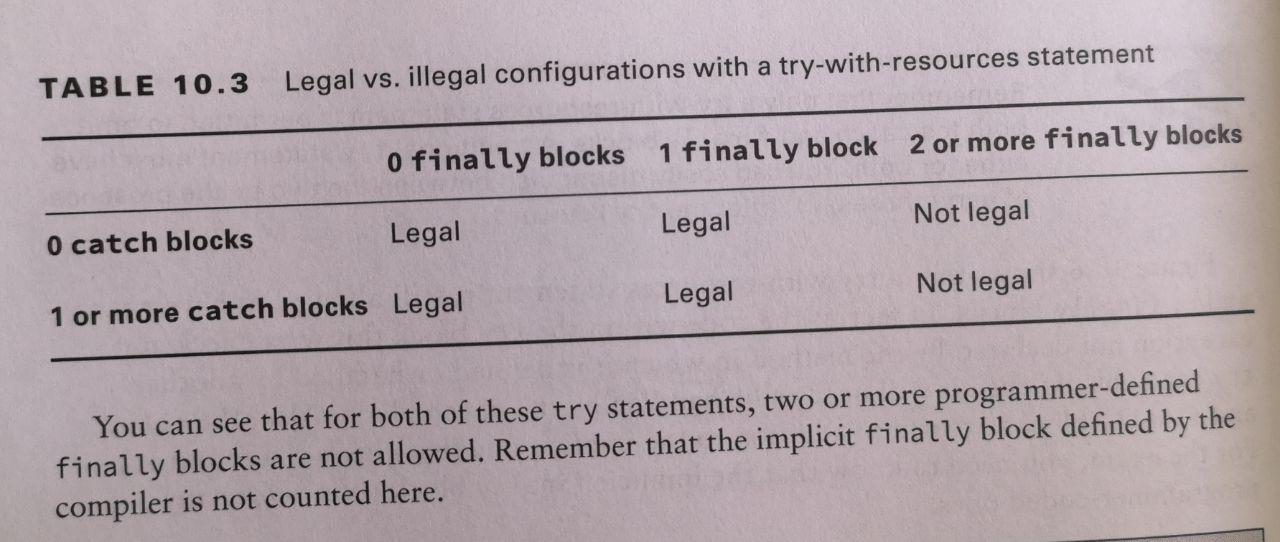 TABLE 10.3 Legal vs. illegal configurations with a try-with-resources statement
0 finally blocks 1 finally block 2 or more finally blocks
0 catch blocks Legal Legal Not legal
1 or more catch blocks Legal Legal Not legal
You can see that for both of these try statements, two or more programmer-defined
finally blocks are not allowed. Remember that the implicit finally block defined by the
compiler is not counted here.